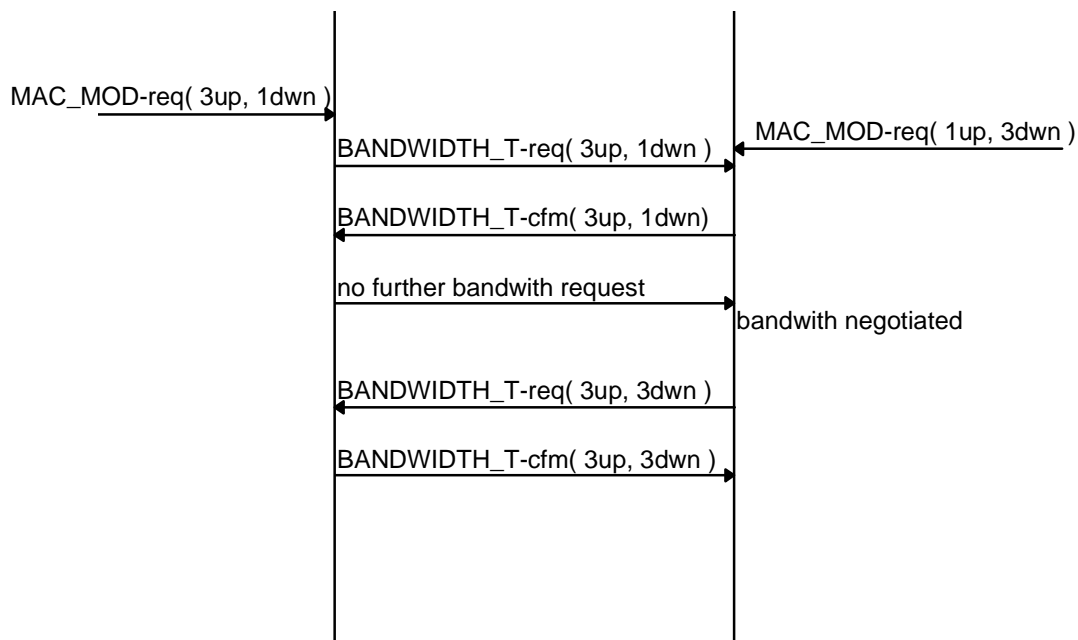 MAC_MOD-req( 3up, 1dwn )
MAC_MOD-req( 1up, 3dwn )
BANDWIDTH_T-req( 3up, 1dwn )
BANDWIDTH_T-cfm( 3up, 1dwn)
no further bandwith request
bandwith negotiated
BANDWIDTH_T-req( 3up, 3dwn )
BANDWIDTH_T-cfm( 3up, 3dwn )